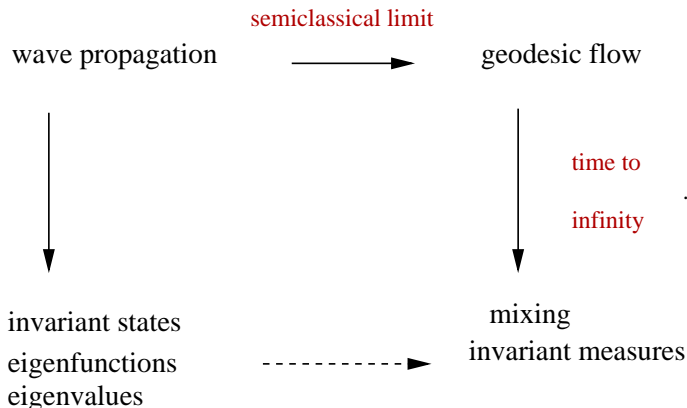 semiclassical limit
wave propagation
geodesic flow
time to
infinity
.
invariant states
eigenfunctions
eigenvalues
mixing
invariant measures